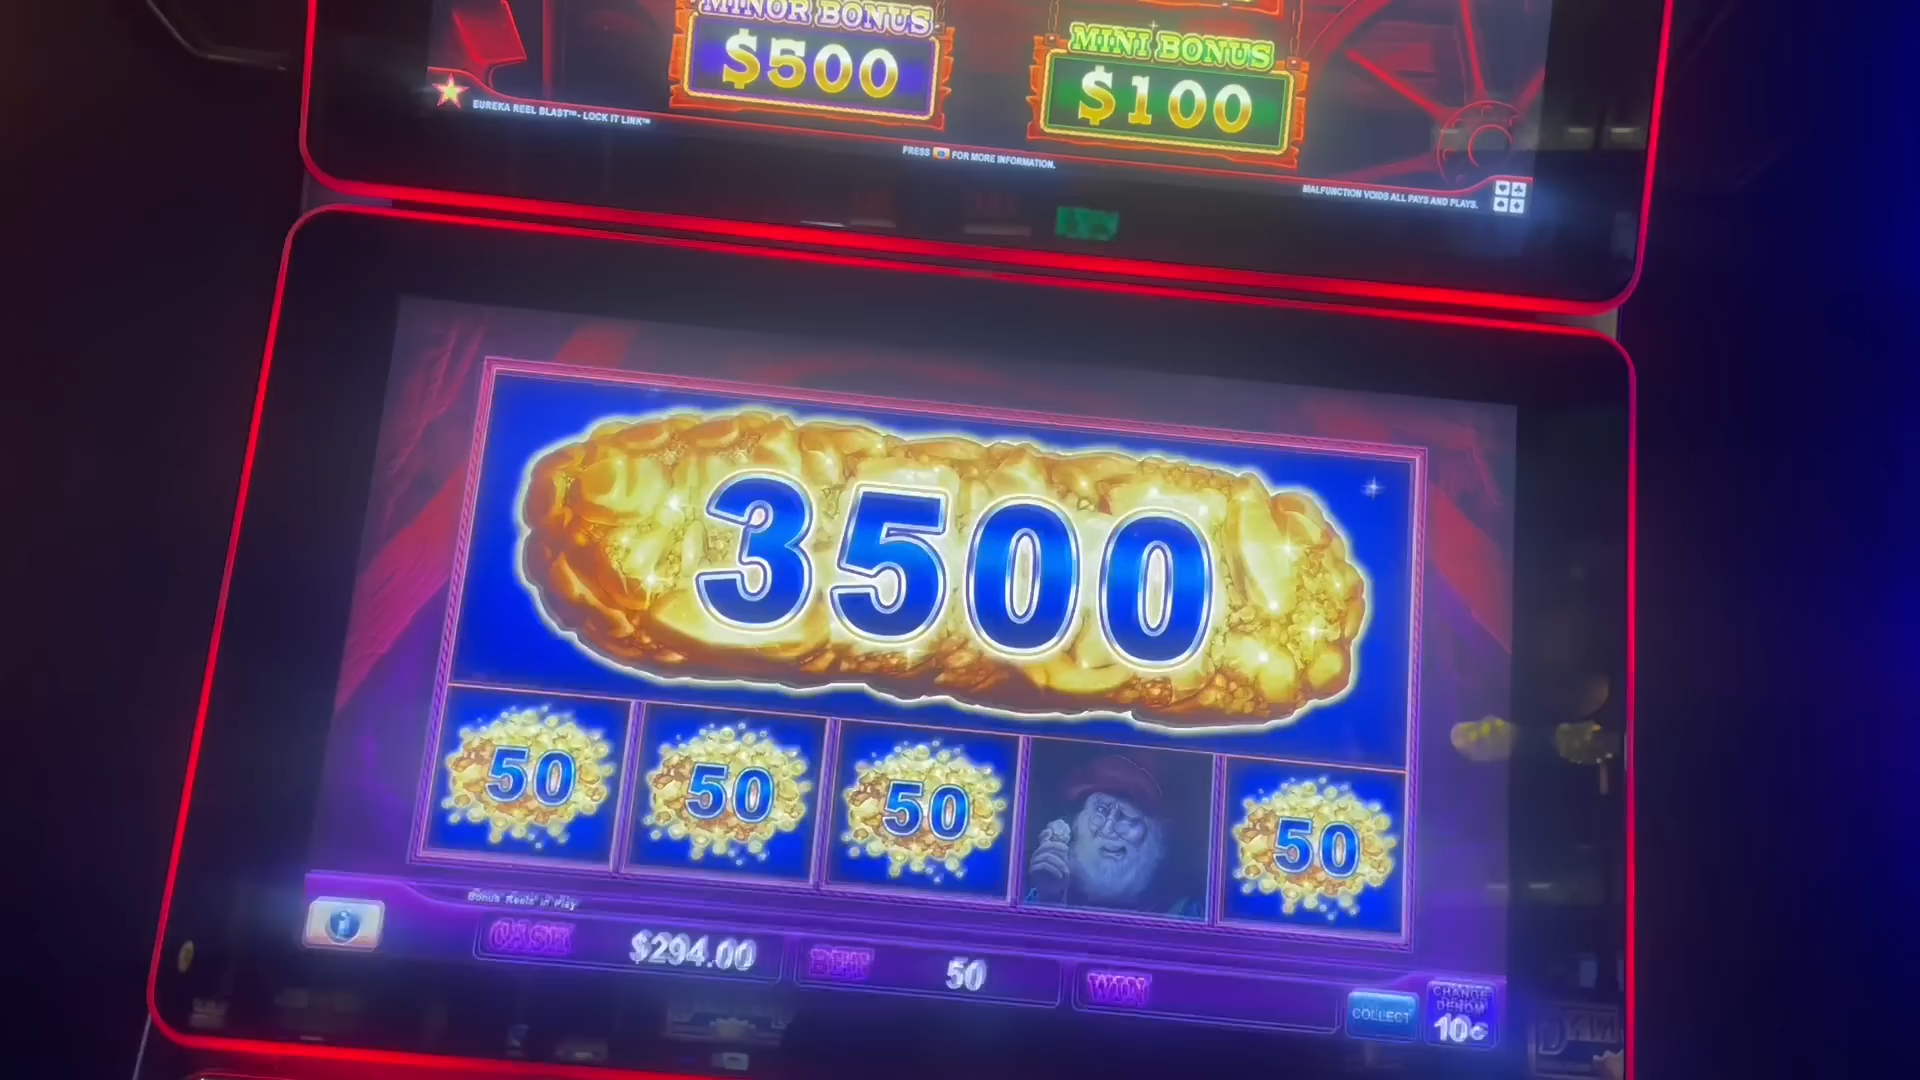 MINOR BONUS
$500
MINI BONUS
$100
EUREKA REEL BLAST™ - LOCK IT LINK™
PRESS FOR MORE INFORMATION.
MALFUNCTION VOIDS ALL PAYS AND PLAYS.
3500
50
50
50
50
Bonus Reels in Play
CASH $294.00
BET 50
WIN
COLLECT
CHANGE
DENOM
10¢